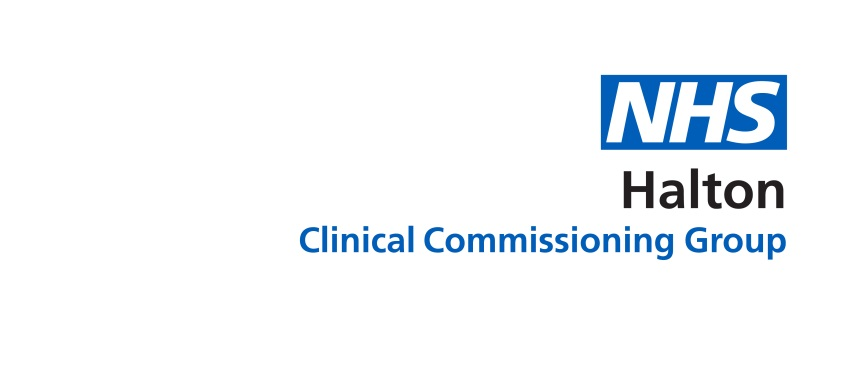 NHS
Halton
Clinical Commissioning Group